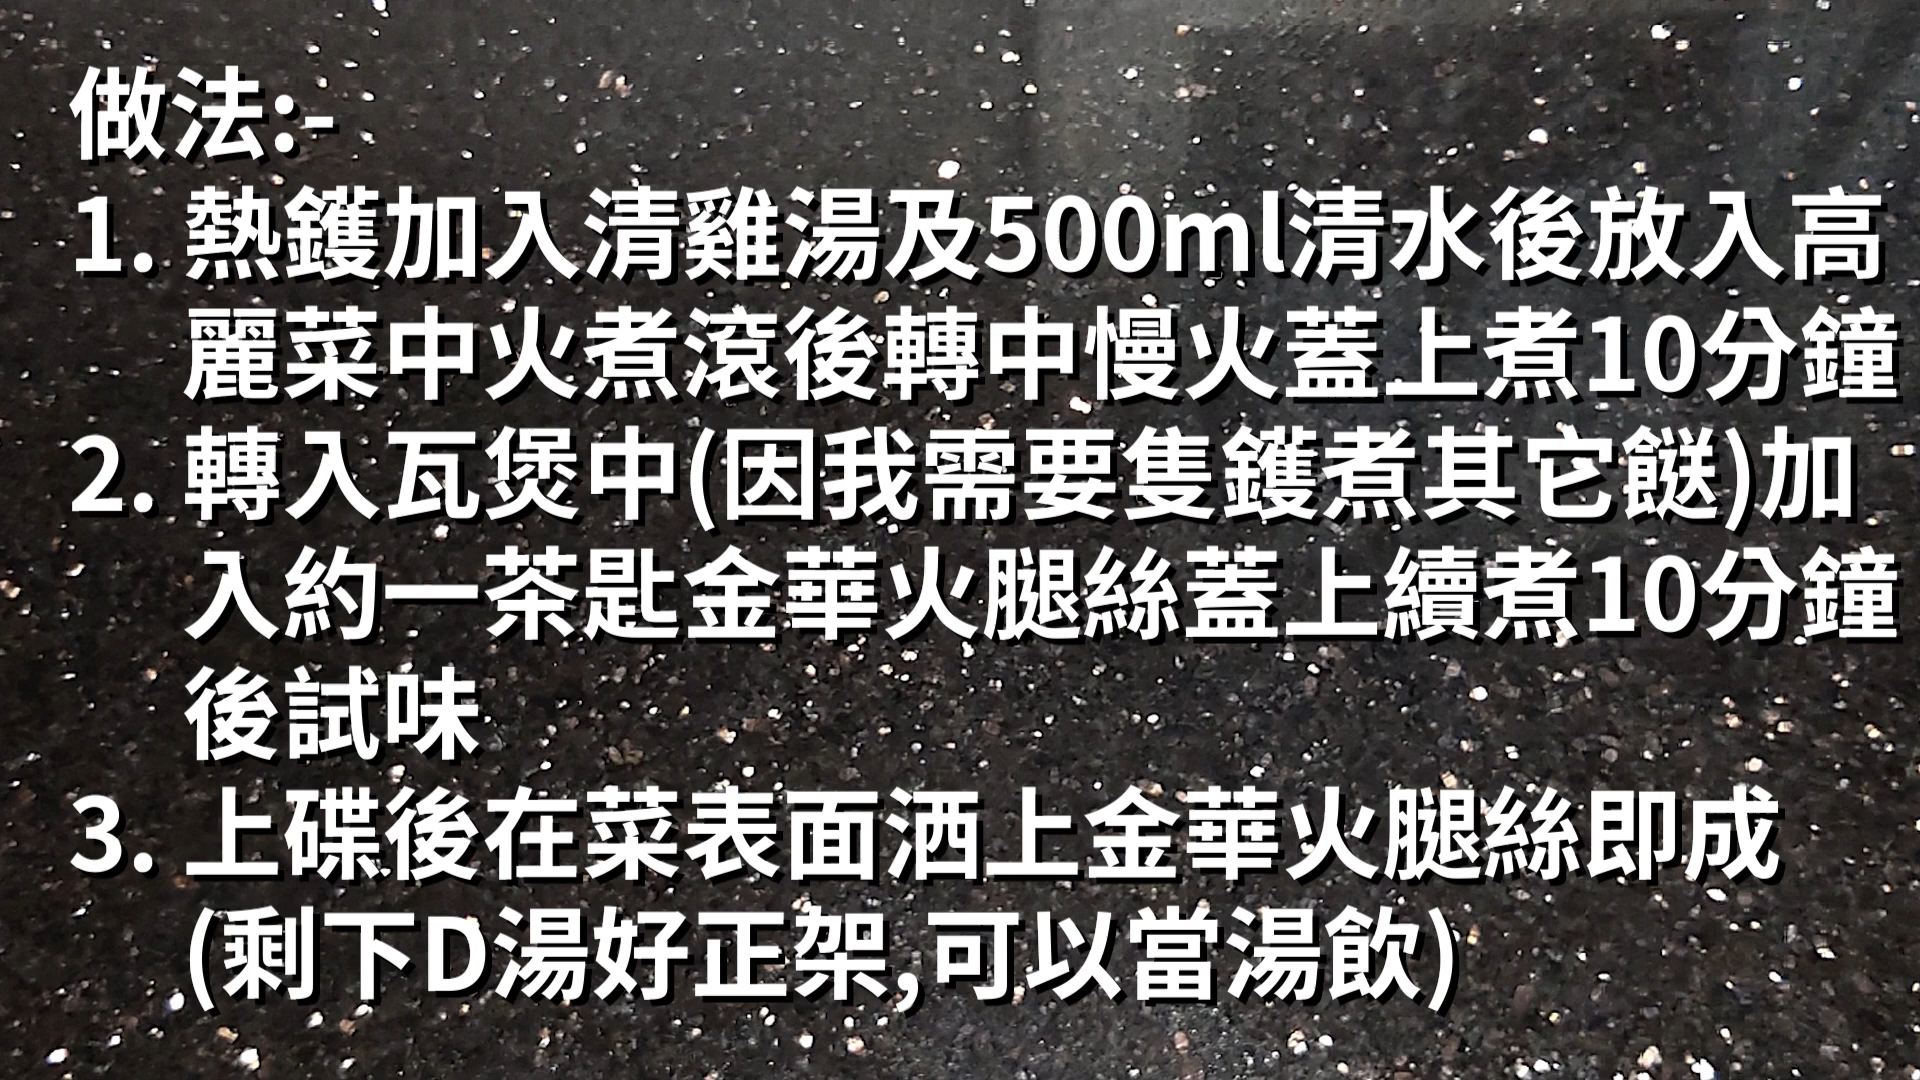 做法:-
1. 熱鑊加入清雞湯及500ml清水後放入高
麗菜中火煮滾後轉中慢火蓋上煮10分鐘
2. 轉入瓦煲中(因我需要隻鑊煮其它餸)加
入約一茶匙金華火腿絲蓋上續煮10分鐘
後試味
3. 上碟後在菜表面洒上金華火腿絲即成
(剩下D湯好正架,可以當湯飲)